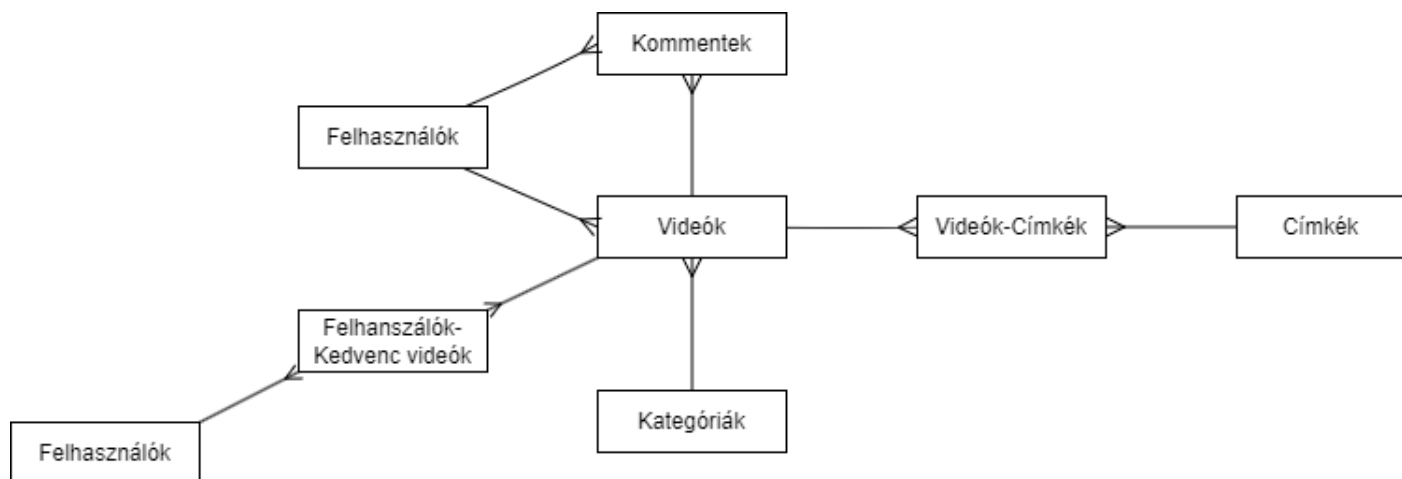 Kommentek
Felhasználók
Videók
Videók-Címkék
Címkék
Felhanszálók-
Kedvenc videók
Kategóriák
Felhasználók